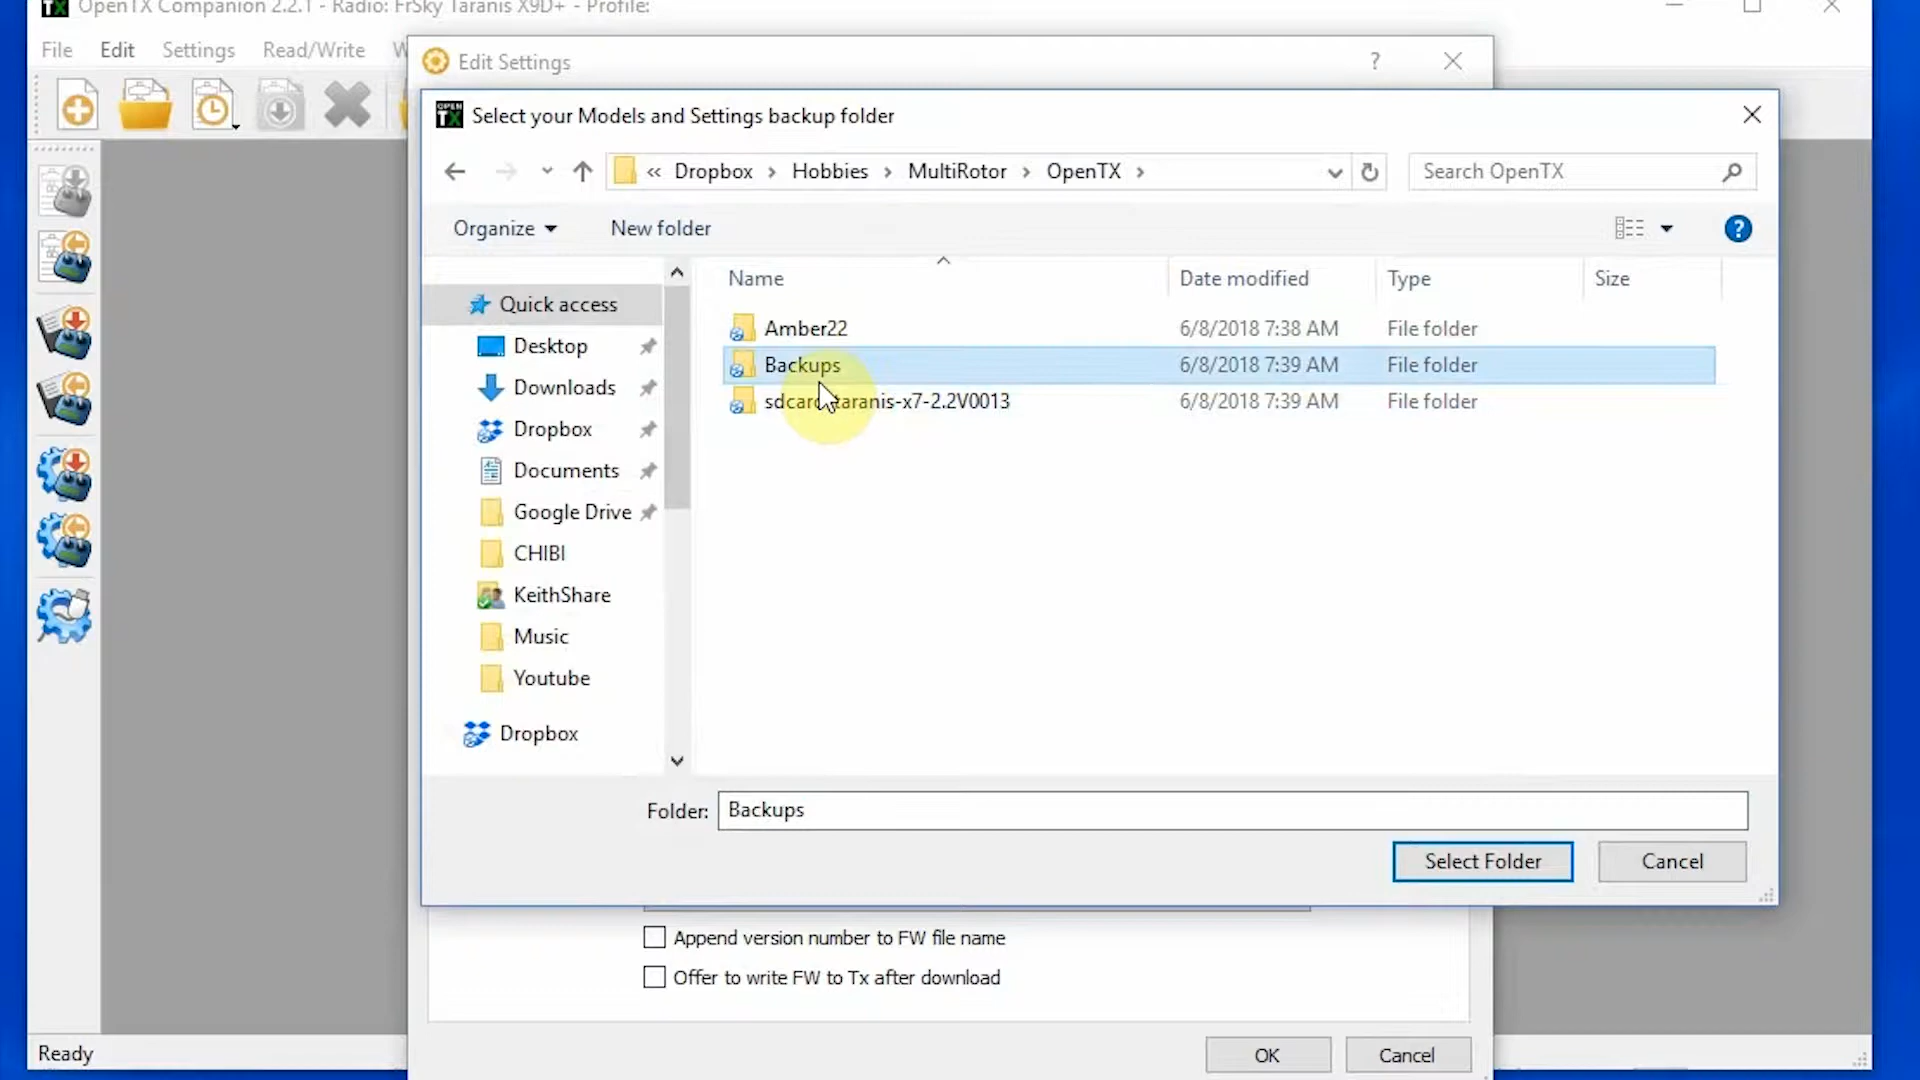 OpenTX Companion 2.2.1 - Radio: FrSky Taranis X9D+ - Profile:
File Edit Settings Read/Write W
Edit Settings ?
Select your Models and Settings backup folder
« Dropbox > Hobbies > MultiRotor > OpenTX >
Search OpenTX
Organize New folder
?
Name Date modified Type Size
Quick access
Desktop
Downloads
Dropbox
Documents
Google Drive
CHIBI
KeithShare
Music
Youtube
Dropbox
Amber22 6/8/2018 7:38 AM File folder
Backups 6/8/2018 7:39 AM File folder
sdcard-taranis-x7-2.2V0013 6/8/2018 7:39 AM File folder
Folder: Backups
Select Folder Cancel
Append version number to FW file name
Offer to write FW to Tx after download
OK Cancel
Ready